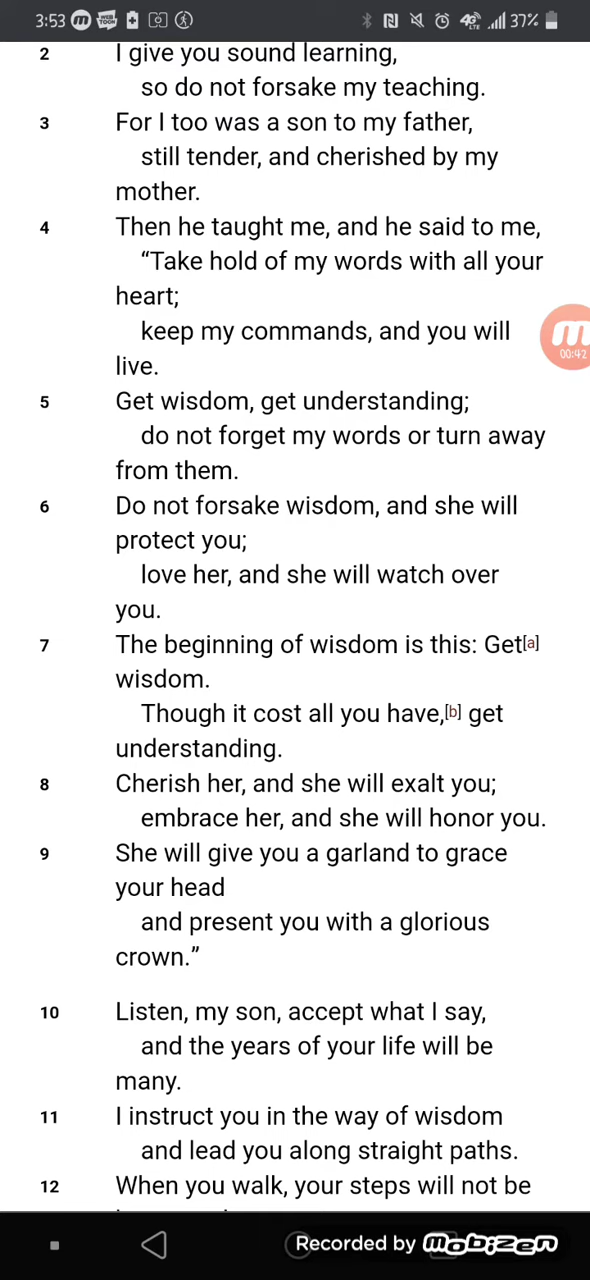 3:53 37%
2 I give you sound learning,
so do not forsake my teaching.
3 For I too was a son to my father,
still tender, and cherished by my
mother.
4 Then he taught me, and he said to me,
“Take hold of my words with all your
heart;
keep my commands, and you will
live.
00:42
5 Get wisdom, get understanding;
do not forget my words or turn away
from them.
6 Do not forsake wisdom, and she will
protect you;
love her, and she will watch over
you.
7 The beginning of wisdom is this: Get[a]
wisdom.
Though it cost all you have,[b] get
understanding.
8 Cherish her, and she will exalt you;
embrace her, and she will honor you.
9 She will give you a garland to grace
your head
and present you with a glorious
crown.”
10 Listen, my son, accept what I say,
and the years of your life will be
many.
11 I instruct you in the way of wisdom
and lead you along straight paths.
12 When you walk, your steps will not be
Recorded by mobizen